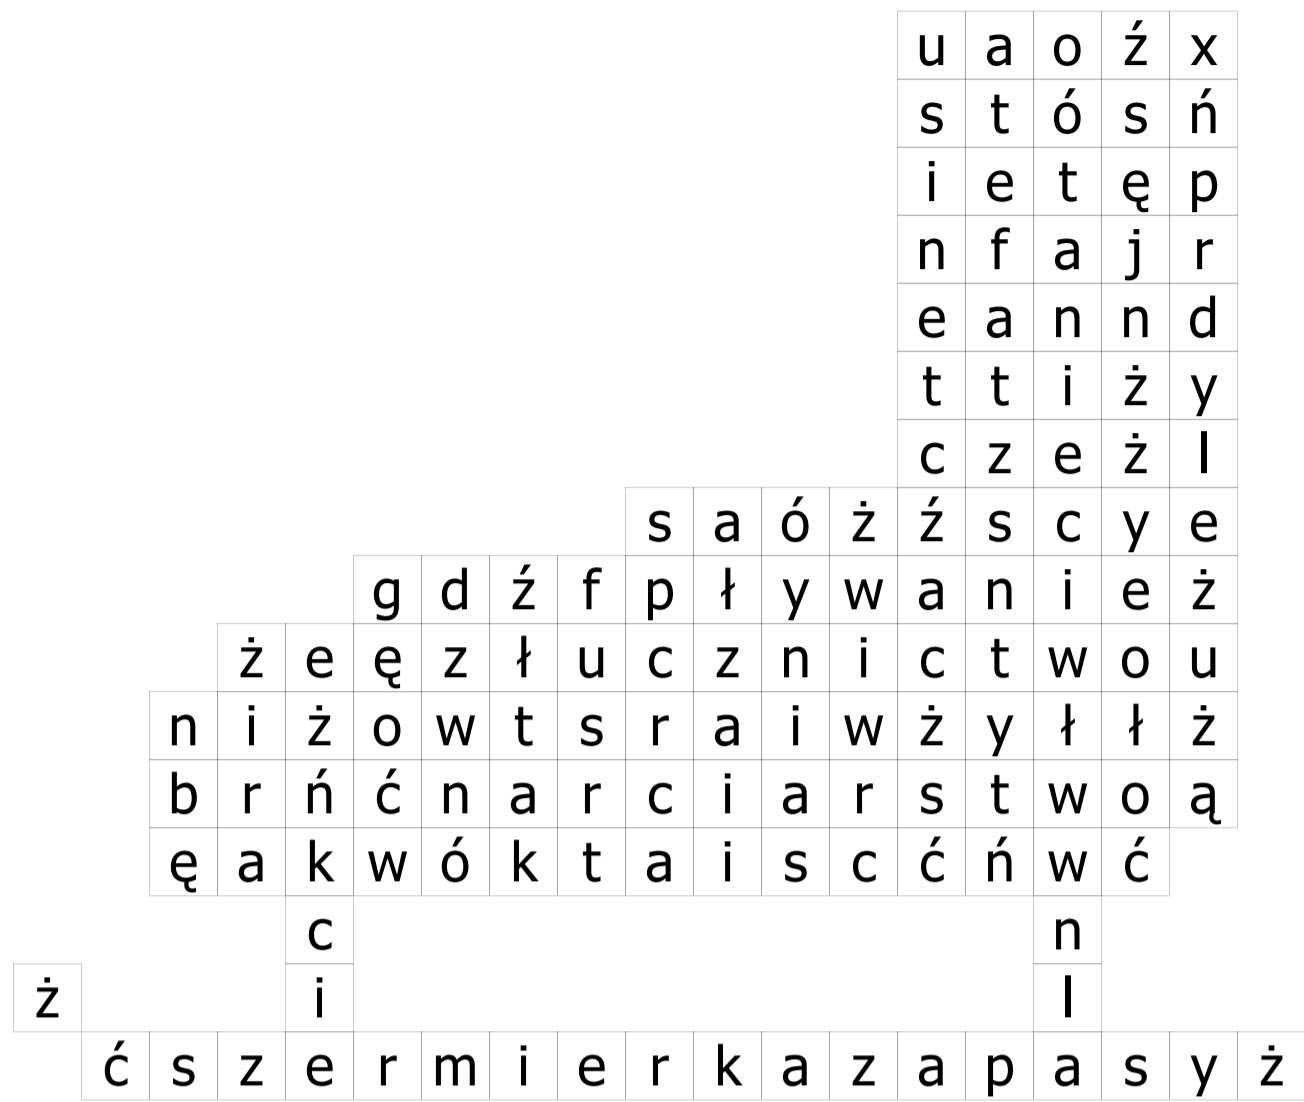 u a o ź x
s t ó s ń
i e t ę p
n f a j r
e a n n d
t t i ż y
c z e ż l
s a ó ż ź s c y e
g d ź f p ł y w a n i e ż
ż e ę z ł u c z n i c t w o u
n i ż o w t s r a i w ż y ł ł ż
b r ń ć n a r c i a r s t w o ą
ę a k w ó k t a i s c ć ń w ć
c n
ż i l
ć s z e r m i e r k a z a p a s y ż